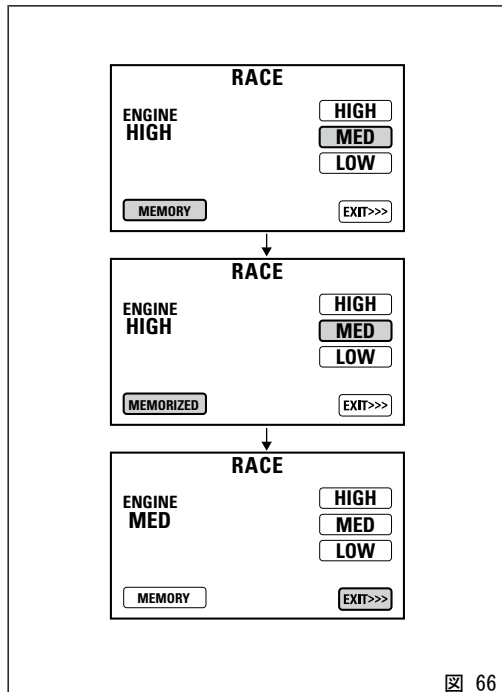 RACE
ENGINE
HIGH
HIGH
MED
LOW
MEMORY
EXIT>>>
RACE
ENGINE
HIGH
HIGH
MED
LOW
MEMORIZED
EXIT>>>
RACE
ENGINE
MED
HIGH
MED
LOW
MEMORY
EXIT>>>
図 66